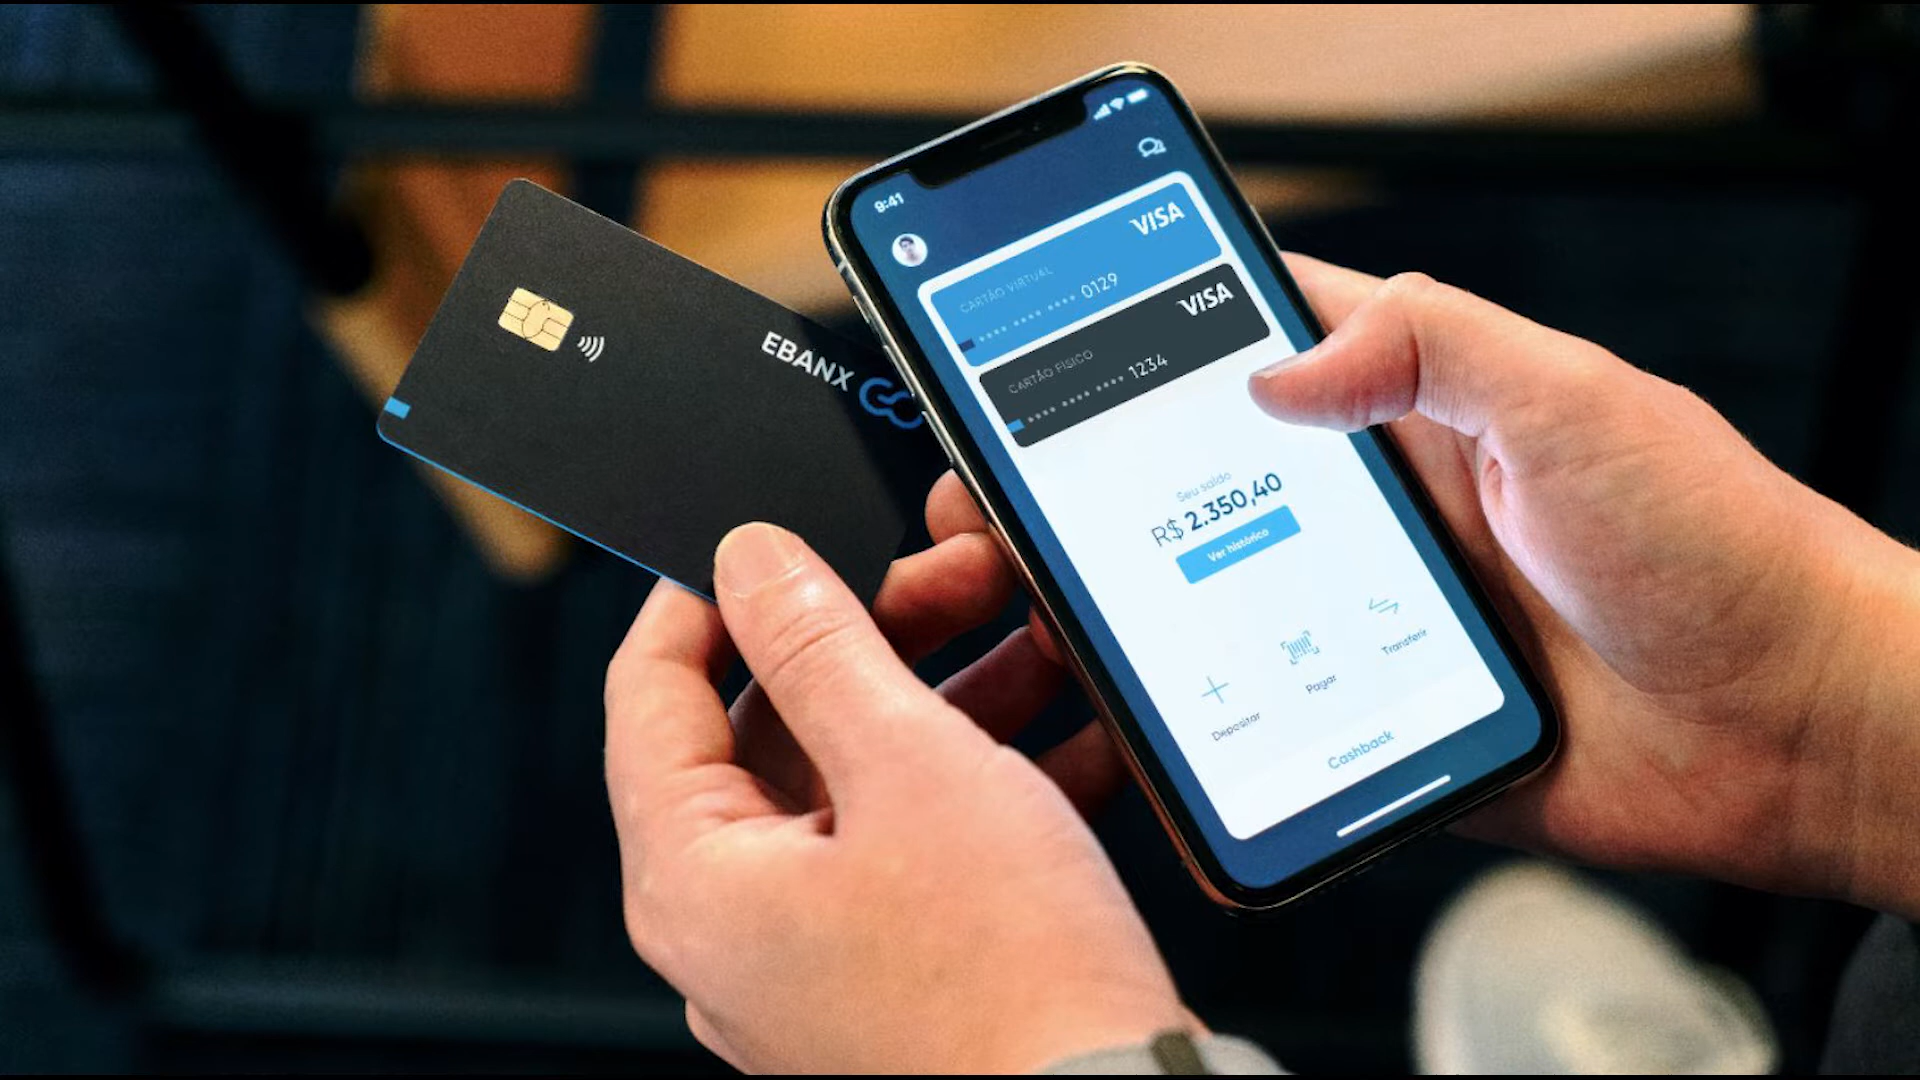 EBANX GO
9:41
VISA
CARTÃO VIRTUAL
**** **** **** 0129
VISA
CARTÃO FÍSICO
**** **** **** 1234
Seu saldo
R$ 2.350,40
Ver histórico
Depositar
Pagar
Transferir
Cashback